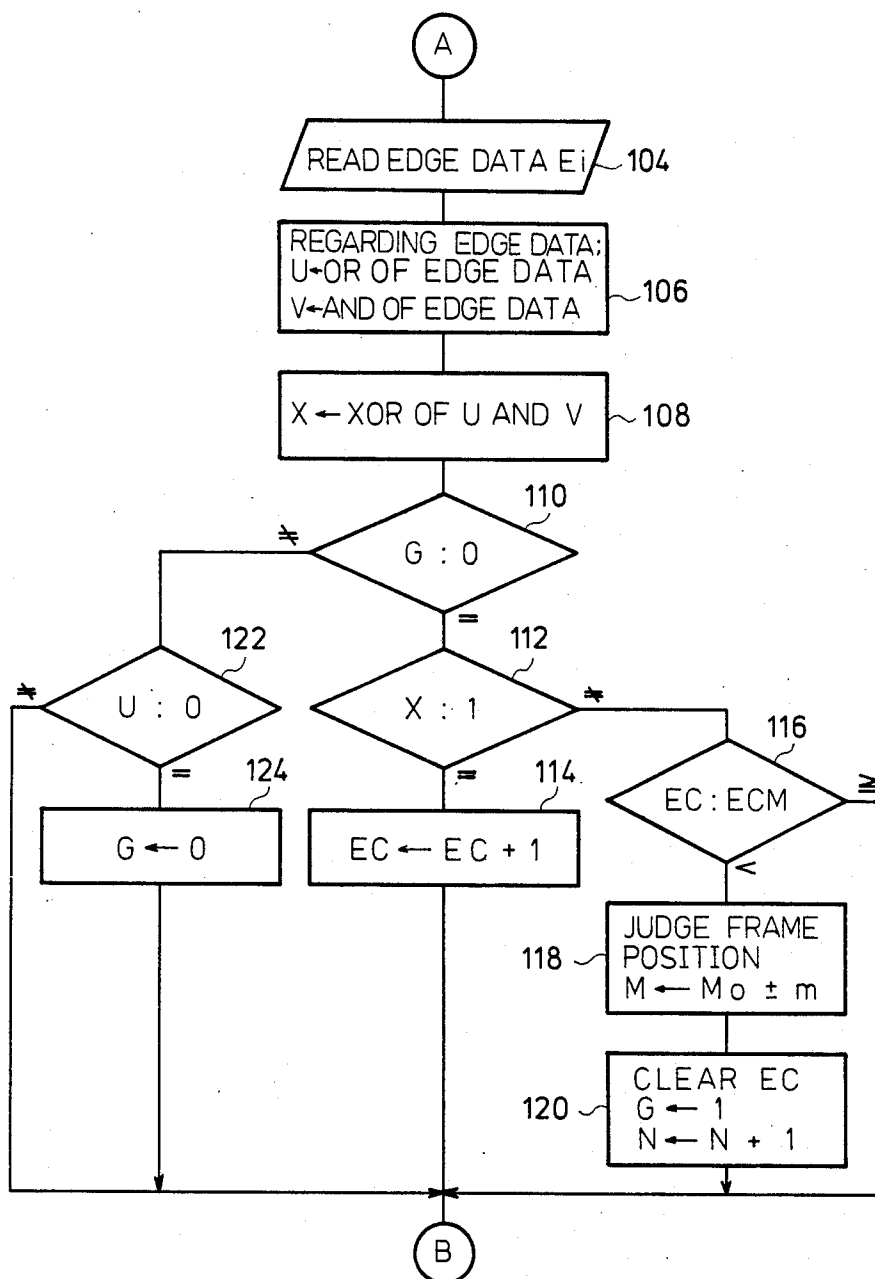 A
READ EDGE DATA Ei
104
REGARDING EDGE DATA;
U←OR OF EDGE DATA
V←AND OF EDGE DATA
106
X ← XOR OF U AND V
108
110
G : 0
≠
=
122
U : 0
≠
=
112
X : 1
≠
=
116
EC : ECM
≧
<
124
G ← 0
114
EC ← EC + 1
JUDGE FRAME
POSITION
M ← Mo ± m
118
CLEAR EC
G ← 1
N ← N + 1
120
B